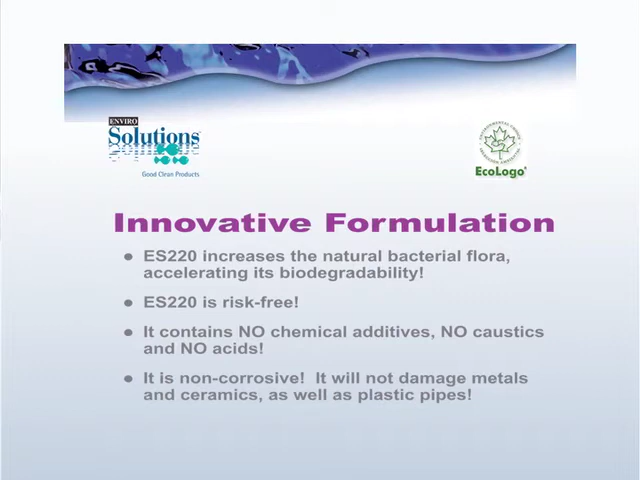 ENVIRO
Solutions
Good Clean Products
EcoLogo
Innovative Formulation
• ES220 increases the natural bacterial flora,
accelerating its biodegradability!
• ES220 is risk-free!
• It contains NO chemical additives, NO caustics
and NO acids!
• It is non-corrosive!  It will not damage metals
and ceramics, as well as plastic pipes!